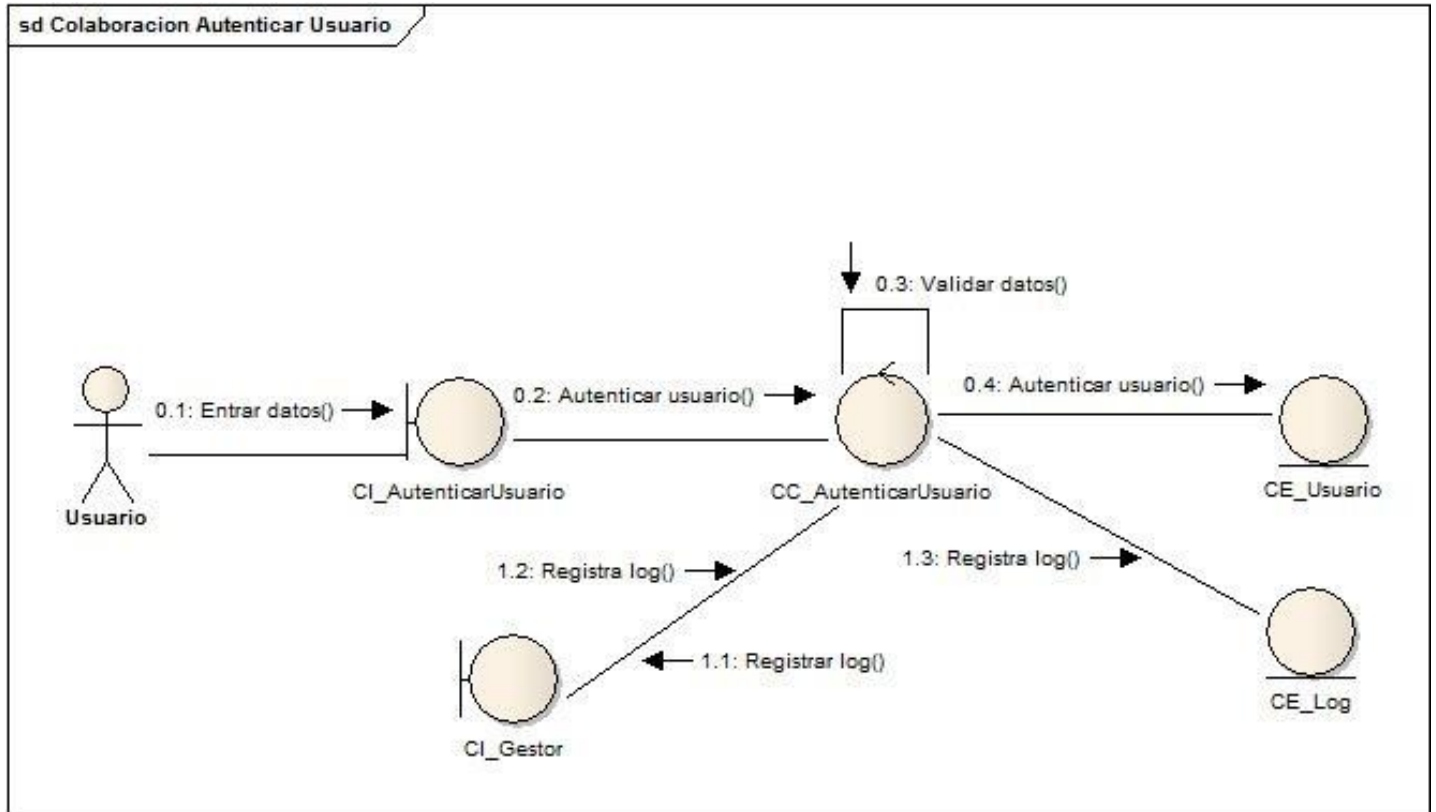 sd Colaboracion Autenticar Usuario
0.3: Validar datos()
0.1: Entrar datos()
0.2: Autenticar usuario()
0.4: Autenticar usuario()
Usuario
CI_AutenticarUsuario
CC_AutenticarUsuario
CE_Usuario
1.2: Registra log()
1.3: Registra log()
1.1: Registrar log()
CI_Gestor
CE_Log